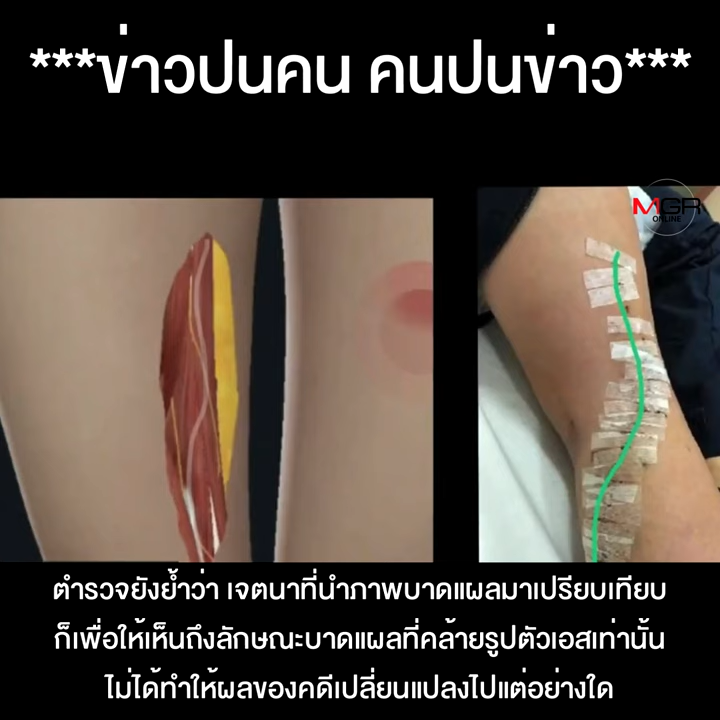 ***ข่าวปนคน คนปนข่าว***
MGR
ONLINE
ตำรวจยังย้ำว่า เจตนาที่นำภาพบาดแผลมาเปรียบเทียบ
ก็เพื่อให้เห็นถึงลักษณะบาดแผลที่คล้ายรูปตัวเอสเท่านั้น
ไม่ได้ทำให้ผลของคดีเปลี่ยนแปลงไปแต่อย่างใด